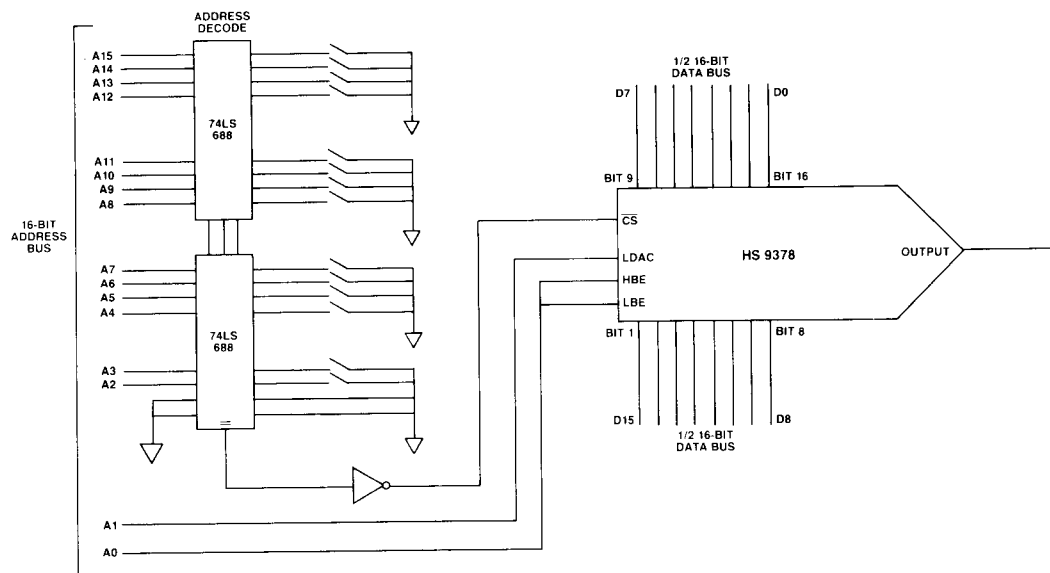 ADDRESS
DECODE
A15
A14
A13
A12
74LS
688
A11
A10
A9
A8
16-BIT
ADDRESS
BUS
A7
A6
A5
A4
74LS
688
A3
A2
A1
A0
1/2 16-BIT
DATA BUS
D7
D0
BIT 9
BIT 16
CS
LDAC
HBE
LBE
HS 9378
OUTPUT
BIT 1
BIT 8
D15
D8
1/2 16-BIT
DATA BUS